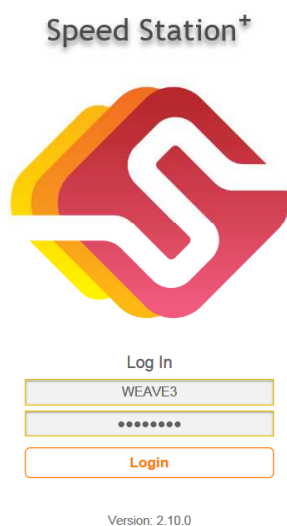 Speed Station+
Log In
WEAVE3
●●●●●●●●
Login
Version: 2.10.0